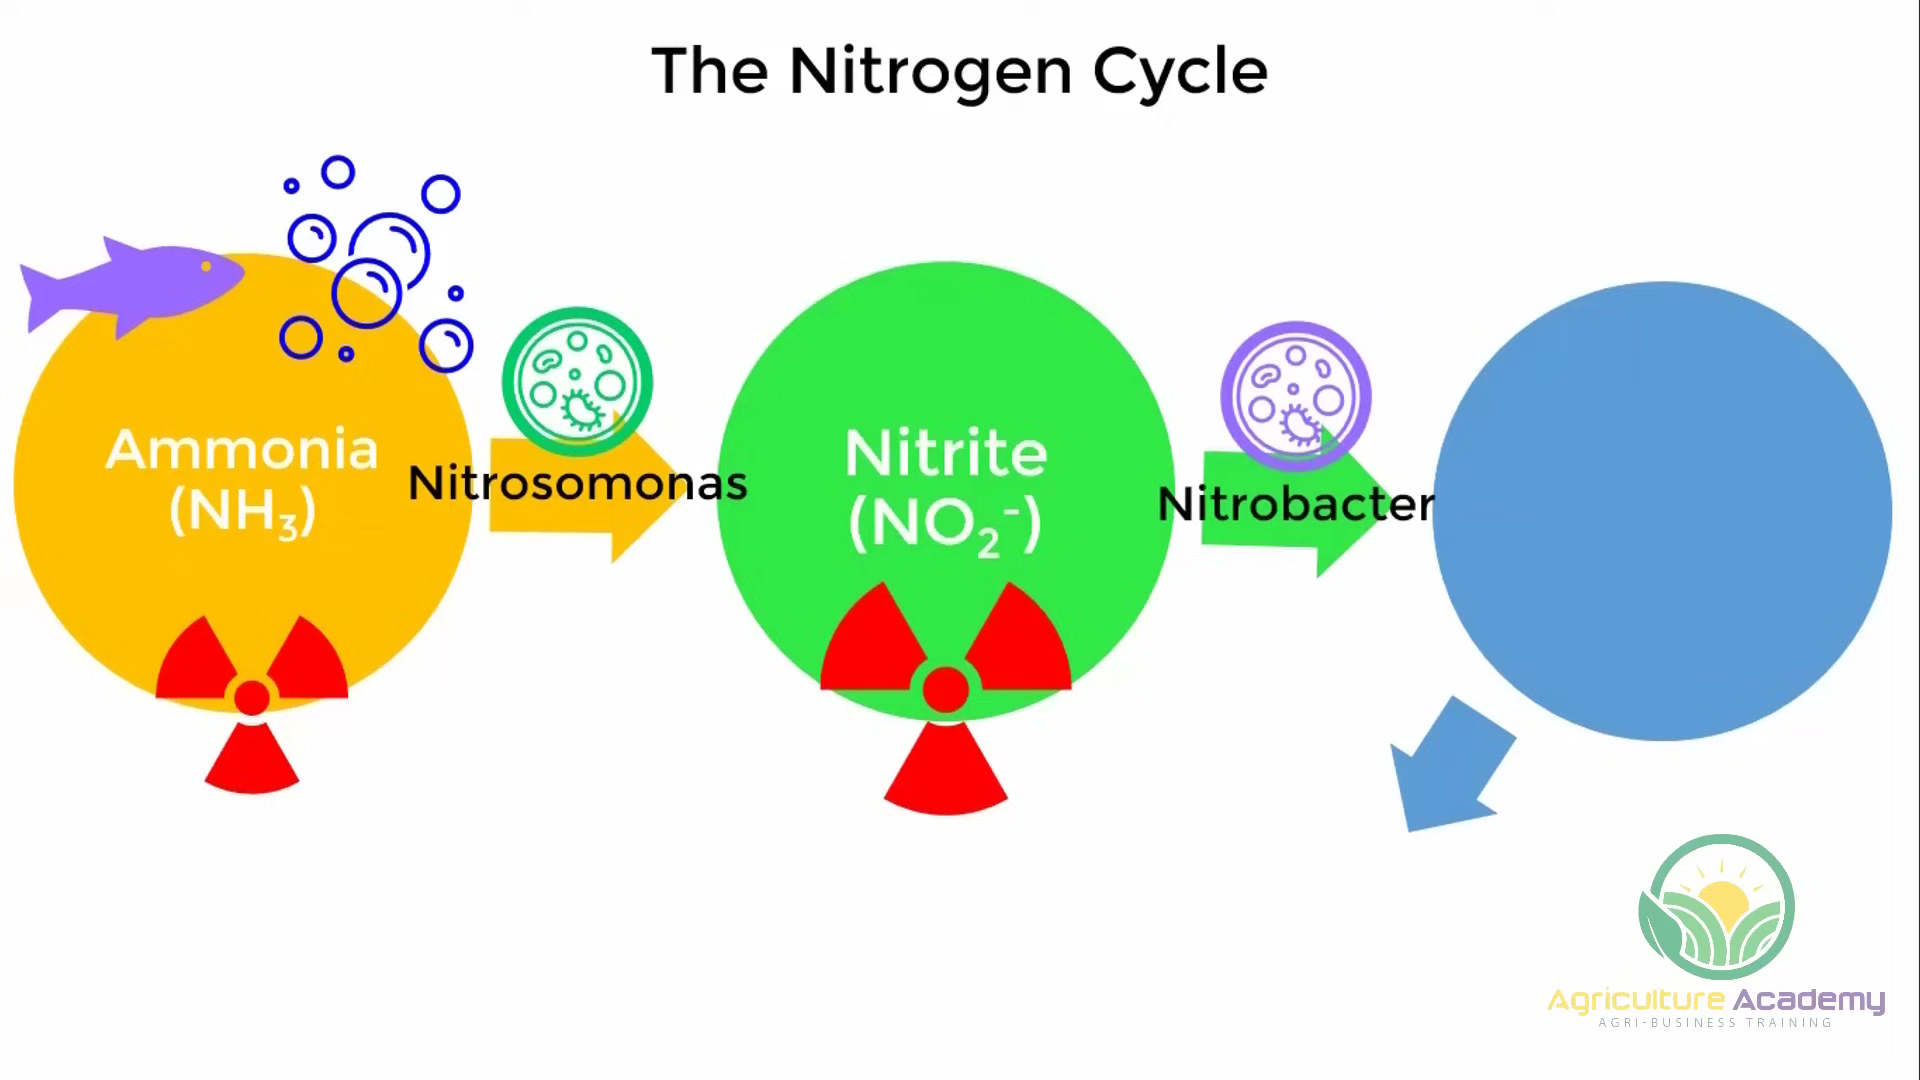 The Nitrogen Cycle
Ammonia
(NH₃)
Nitrosomonas
Nitrite
(NO₂⁻)
Nitrobacter
Agriculture Academy
AGRI-BUSINESS TRAINING